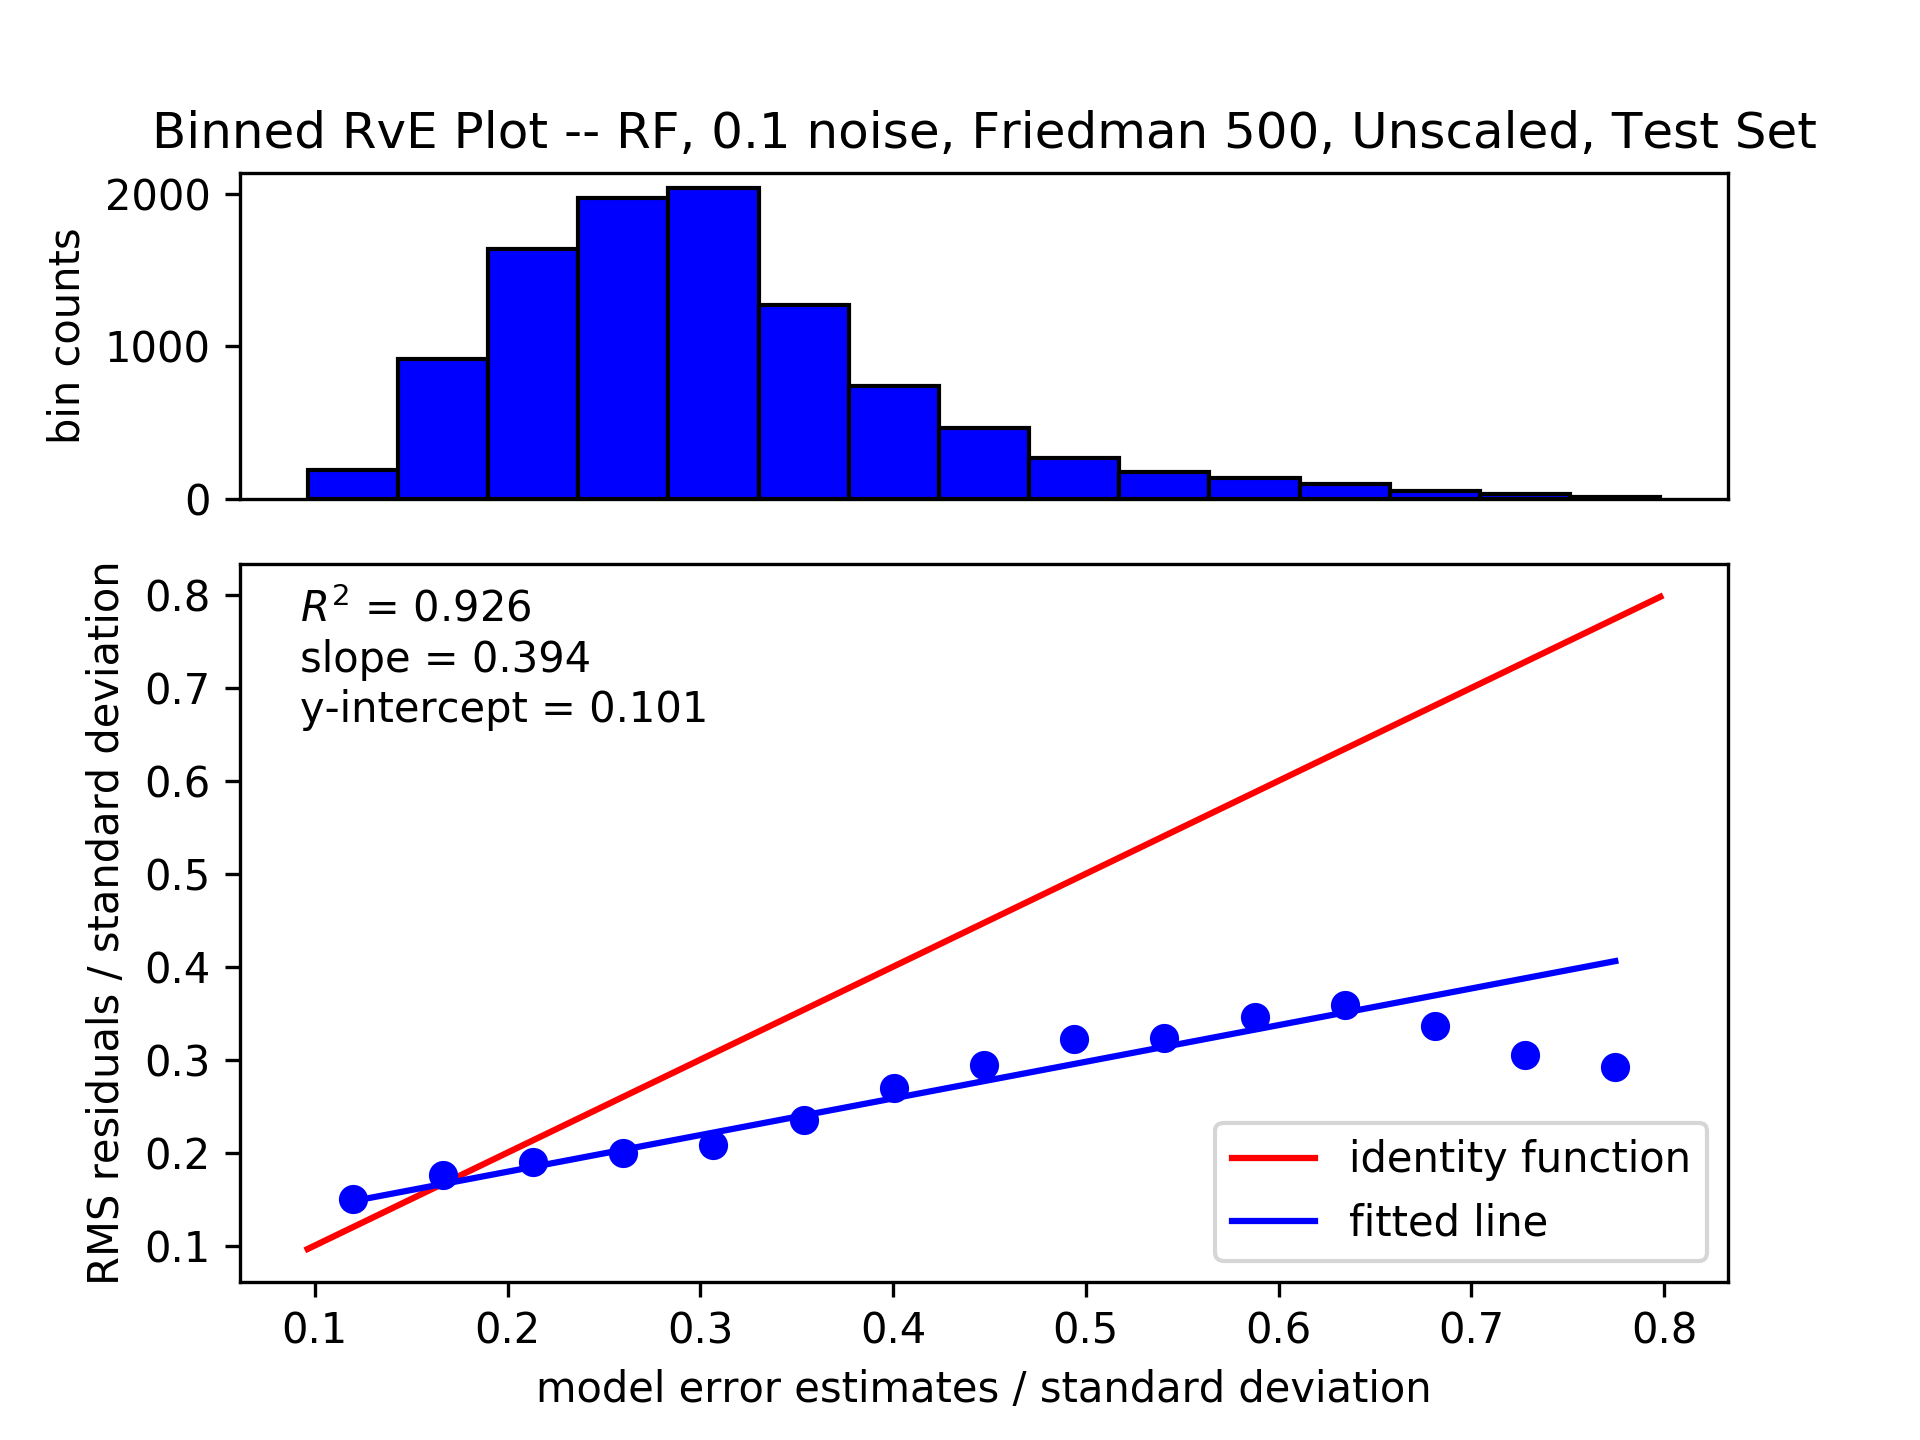 Binned RvE Plot -- RF, 0.1 noise, Friedman 500, Unscaled, Test Set
bin counts
2000
1000
0
RMS residuals / standard deviation
0.8
0.7
0.6
0.5
0.4
0.3
0.2
0.1
R² = 0.926
slope = 0.394
y-intercept = 0.101
identity function
fitted line
0.1 0.2 0.3 0.4 0.5 0.6 0.7 0.8
model error estimates / standard deviation